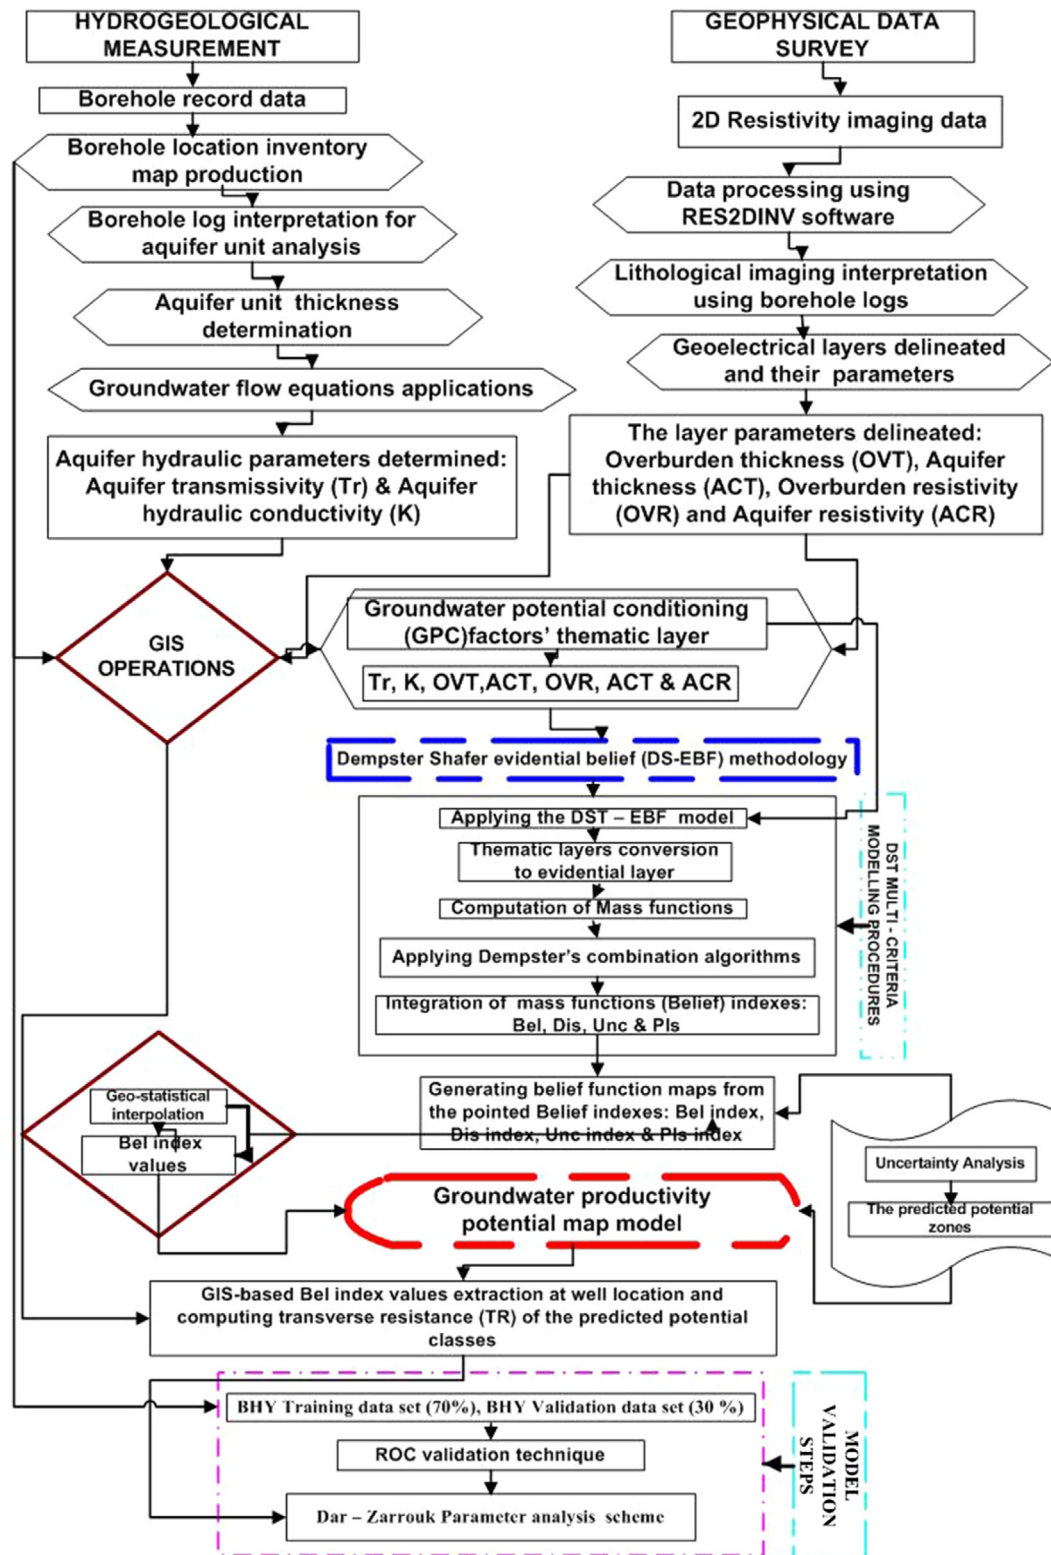 HYDROGEOLOGICAL
MEASUREMENT
Borehole record data
Borehole location inventory
map production
Borehole log interpretation for
aquifer unit analysis
Aquifer unit thickness
determination
Groundwater flow equations applications
Aquifer hydraulic parameters determined:
Aquifer transmissivity (Tr) & Aquifer
hydraulic conductivity (K)
GEOPHYSICAL DATA
SURVEY
2D Resistivity imaging data
Data processing using
RES2DINV software
Lithological imaging interpretation
using borehole logs
Geoelectrical layers delineated
and their parameters
The layer parameters delineated:
Overburden thickness (OVT), Aquifer
thickness (ACT), Overburden resistivity
(OVR) and Aquifer resistivity (ACR)
GIS
OPERATIONS
Groundwater potential conditioning
(GPC)factors' thematic layer
Tr, K, OVT,ACT, OVR, ACT & ACR
Dempster Shafer evidential belief (DS-EBF) methodology
Applying the DST – EBF model
Thematic layers conversion
to evidential layer
Computation of Mass functions
Applying Dempster's combination algorithms
Integration of mass functions (Belief) indexes:
Bel, Dis, Unc & Pls
DST MULTI - CRITERIA
MODELLING PROCEDURES
Generating belief function maps from
the pointed Belief indexes: Bel index,
Dis index, Unc index & Pls index
Geo-statistical
interpolation
Bel index
values
Uncertainty Analysis
The predicted potential
zones
Groundwater productivity
potential map model
GIS-based Bel index values extraction at well location and
computing transverse resistance (TR) of the predicted potential
classes
BHY Training data set (70%), BHY Validation data set (30 %)
ROC validation technique
Dar – Zarrouk Parameter analysis scheme
MODEL
VALIDATION
STEPS